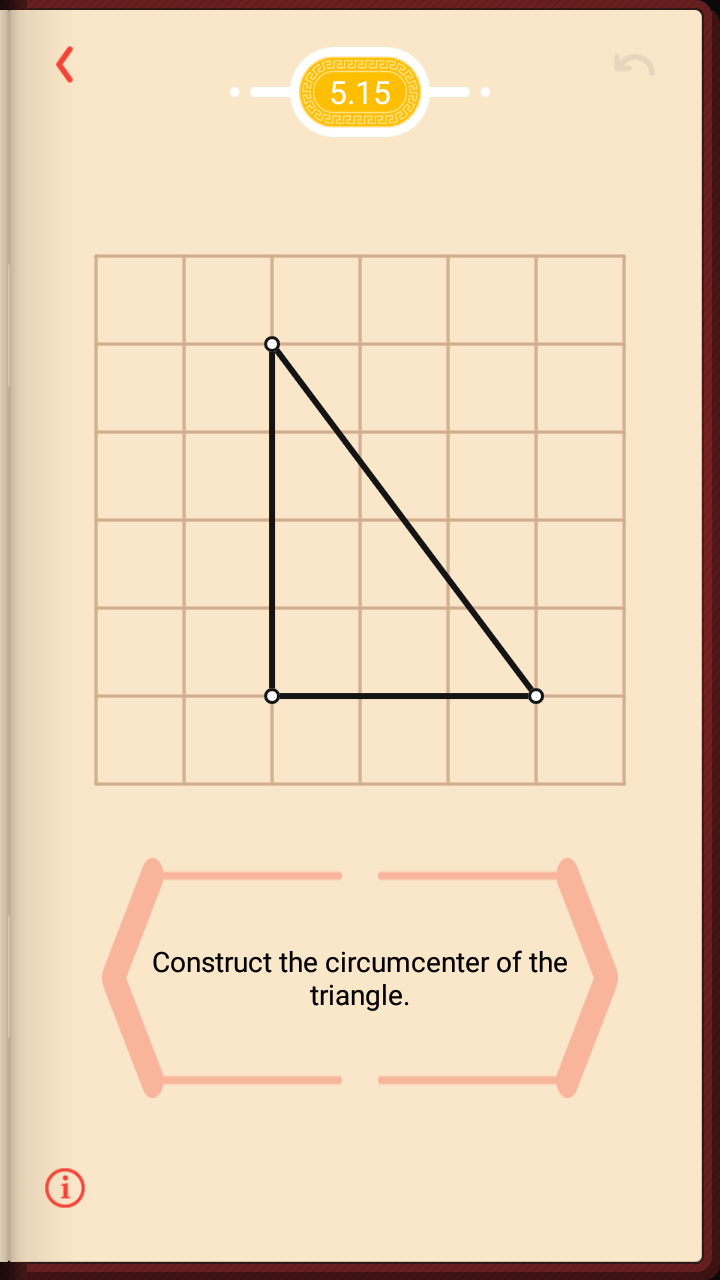 5.15
Construct the circumcenter of the
triangle.
i